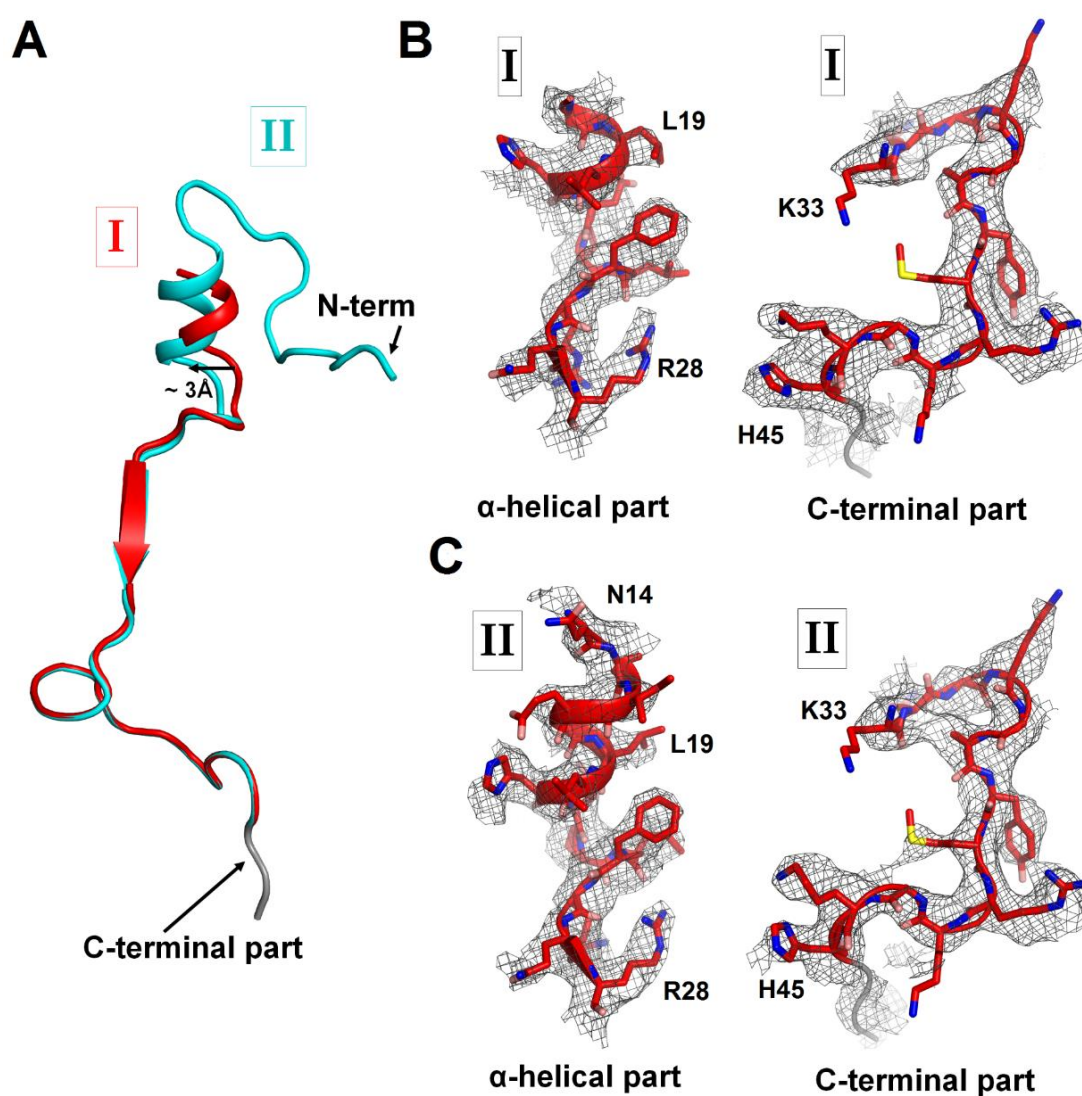 A
II
I
N-term
~ 3Å
C-terminal part
B
I
L19
R28
α-helical part
I
K33
H45
C-terminal part
C
II
N14
L19
R28
α-helical part
II
K33
H45
C-terminal part